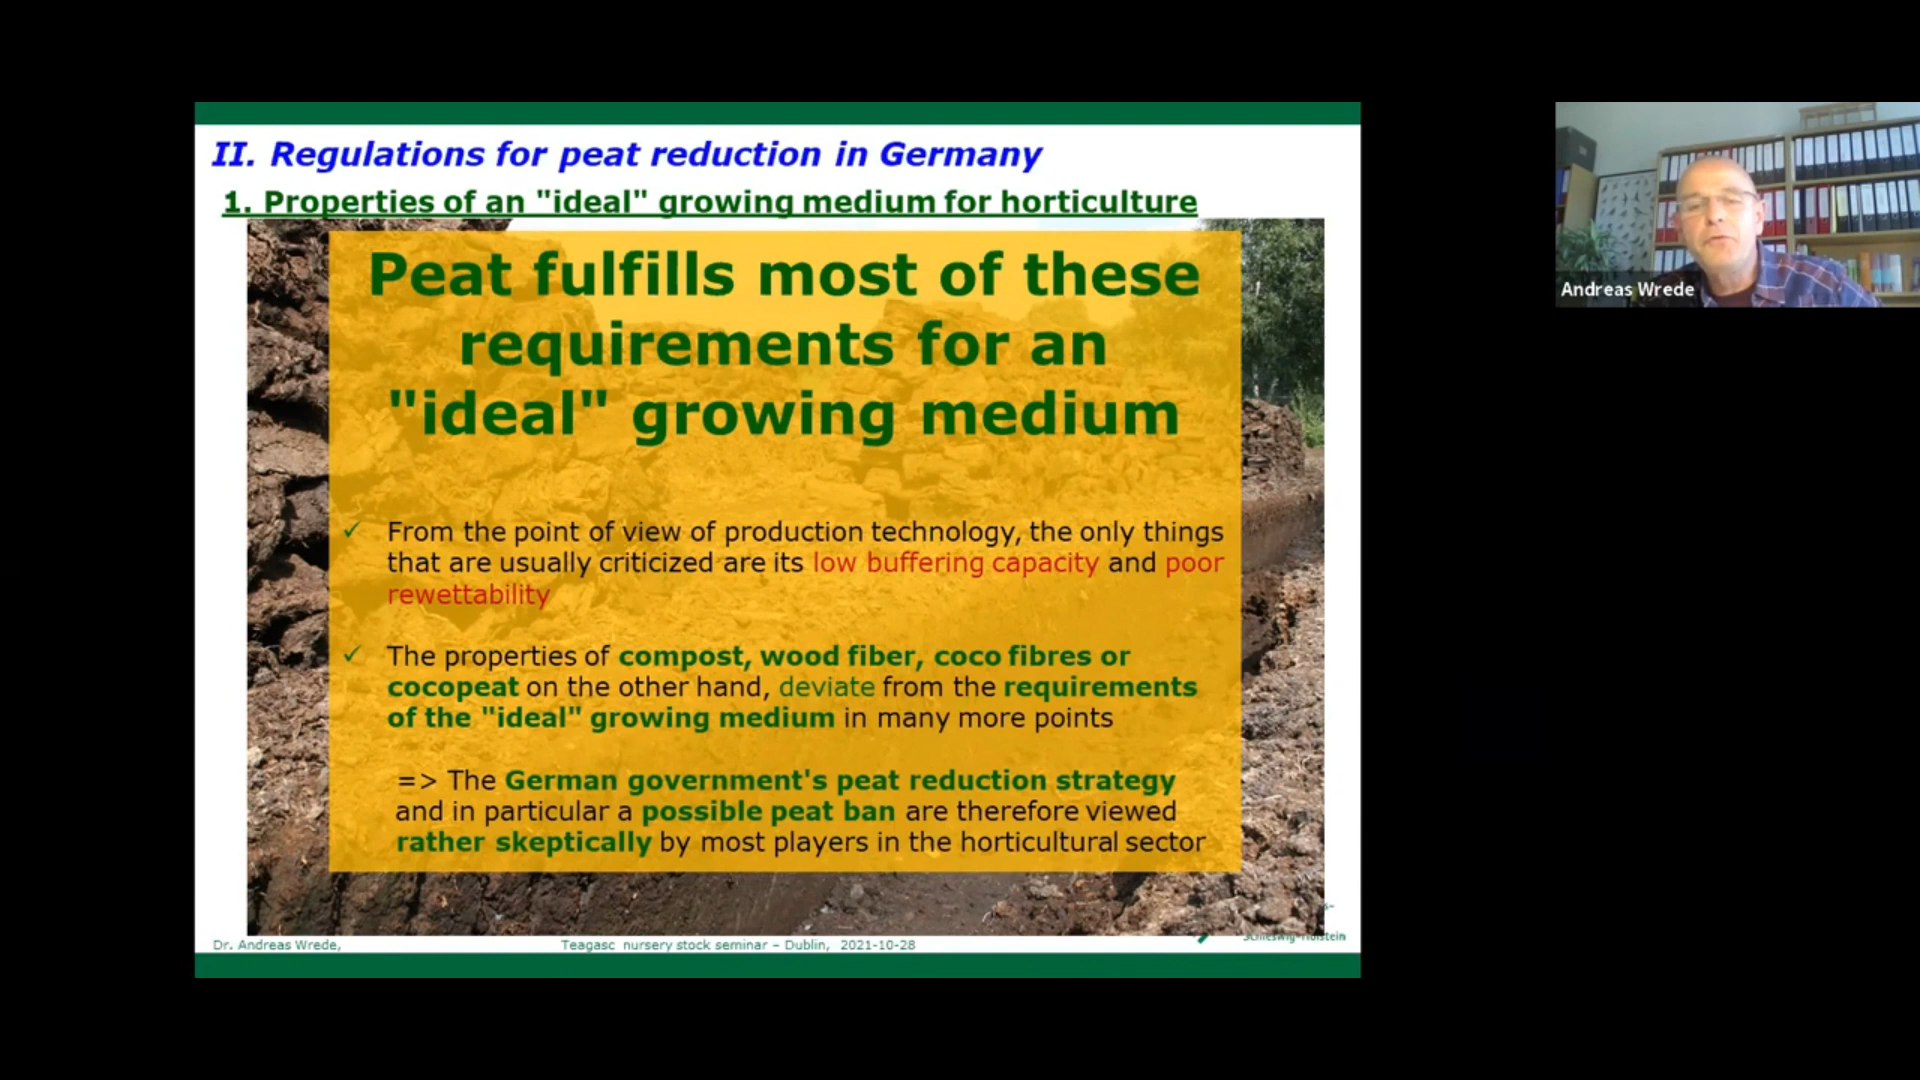 II. Regulations for peat reduction in Germany
1. Properties of an "ideal" growing medium for horticulture
Peat fulfills most of these
requirements for an
"ideal" growing medium
✓ From the point of view of production technology, the only things
that are usually criticized are its low buffering capacity and poor
rewettability
✓ The properties of compost, wood fiber, coco fibres or
cocopeat on the other hand, deviate from the requirements
of the "ideal" growing medium in many more points
=> The German government's peat reduction strategy
and in particular a possible peat ban are therefore viewed
rather skeptically by most players in the horticultural sector
Dr. Andreas Wrede, Teagasc nursery stock seminar – Dublin, 2021-10-28
Schleswig-Holstein
Andreas Wrede